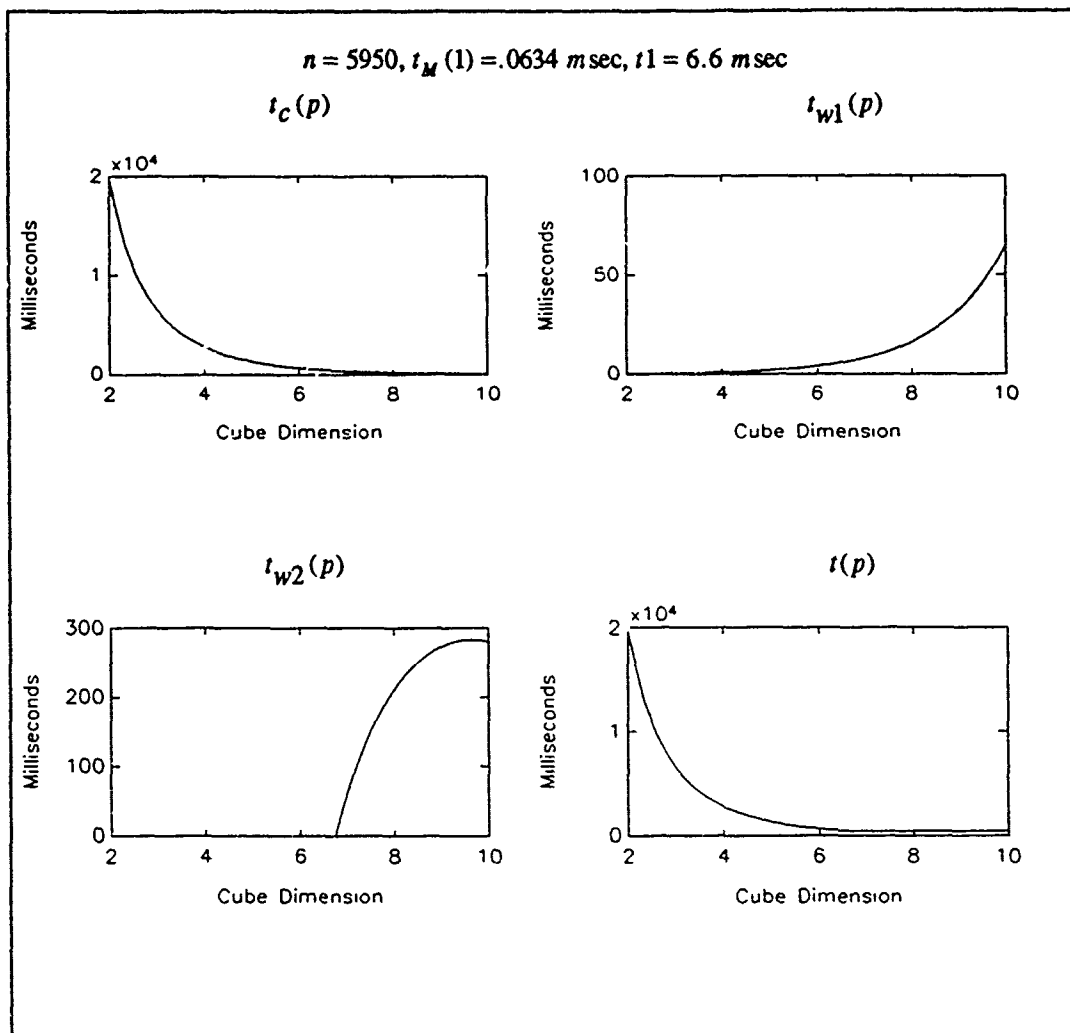 n = 5950, t_M (1) =.0634 msec, t1 = 6.6 msec
t_c(p)
t_w1(p)
2 ×10^4
1
0
Milliseconds
2 4 6 8 10
Cube Dimension
100
50
0
Milliseconds
2 4 6 8 10
Cube Dimension
t_w2(p)
t(p)
300
200
100
0
Milliseconds
2 4 6 8 10
Cube Dimension
2 ×10^4
1
0
Milliseconds
2 4 6 8 10
Cube Dimension